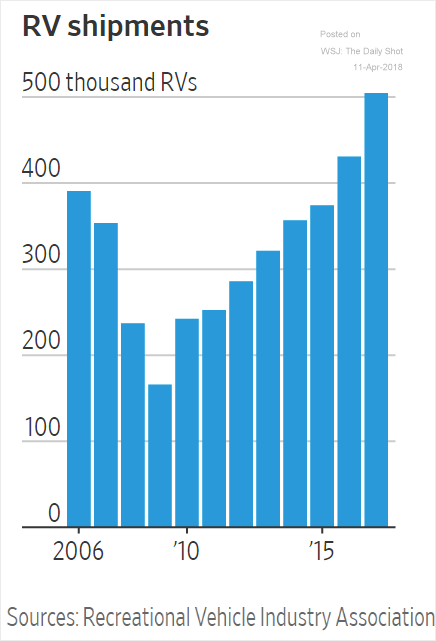 RV shipments
Posted on
WSJ: The Daily Shot
11-Apr-2018
500 thousand RVs
400
300
200
100
0
2006 ’10 ’15
Sources: Recreational Vehicle Industry Association